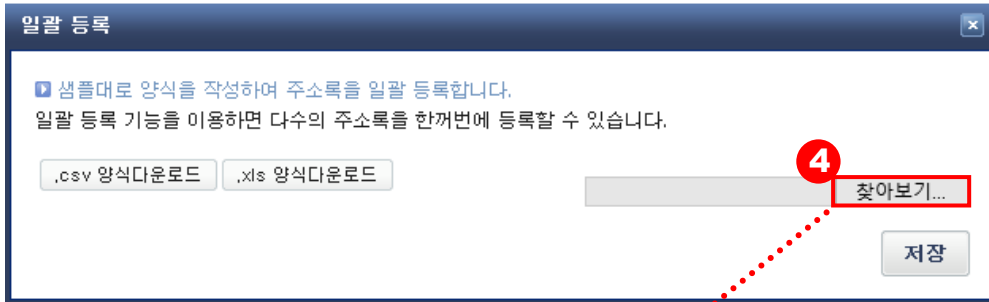 일괄 등록
샘플대로 양식을 작성하여 주소록을 일괄 등록합니다.
일괄 등록 기능을 이용하면 다수의 주소록을 한꺼번에 등록할 수 있습니다.
.csv 양식다운로드 .xls 양식다운로드
4
찾아보기...
저장